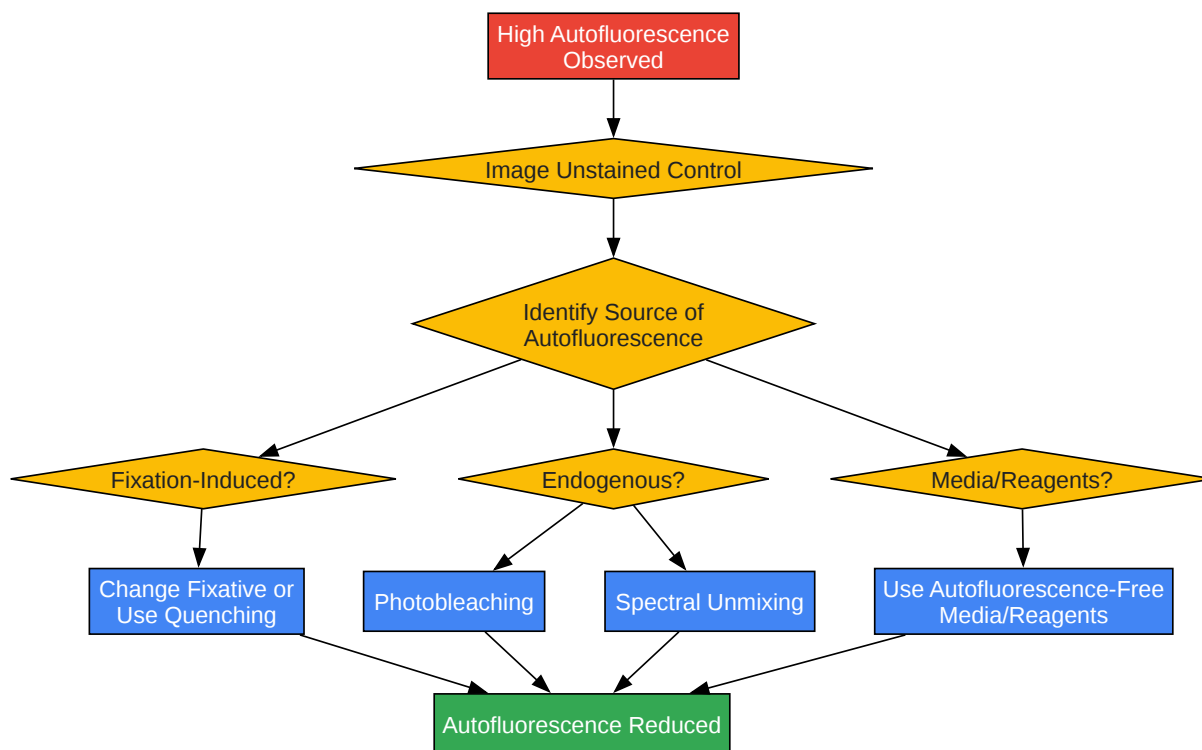 High Autofluorescence
Observed
Image Unstained Control
Identify Source of
Autofluorescence
Fixation-Induced?
Endogenous?
Media/Reagents?
Change Fixative or
Use Quenching
Photobleaching
Spectral Unmixing
Use Autofluorescence-Free
Media/Reagents
Autofluorescence Reduced